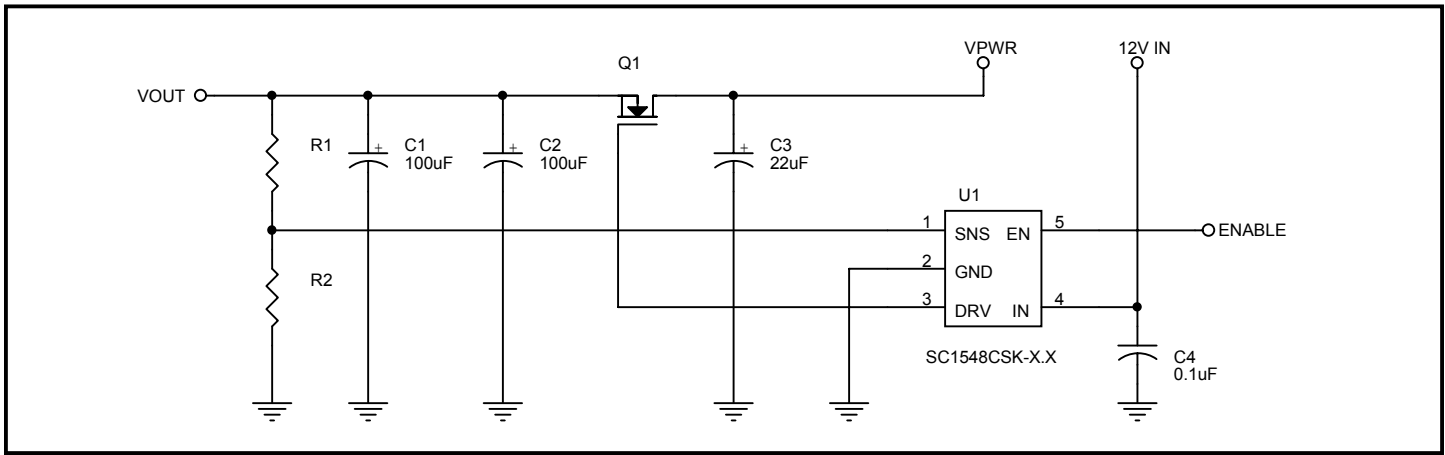 VPWR
12V IN
Q1
VOUT
R1
C1
100uF
+
C2
100uF
+
C3
22uF
+
U1
1
SNS
EN
5
ENABLE
R2
2
GND
3
DRV
IN
4
SC1548CSK-X.X
C4
0.1uF